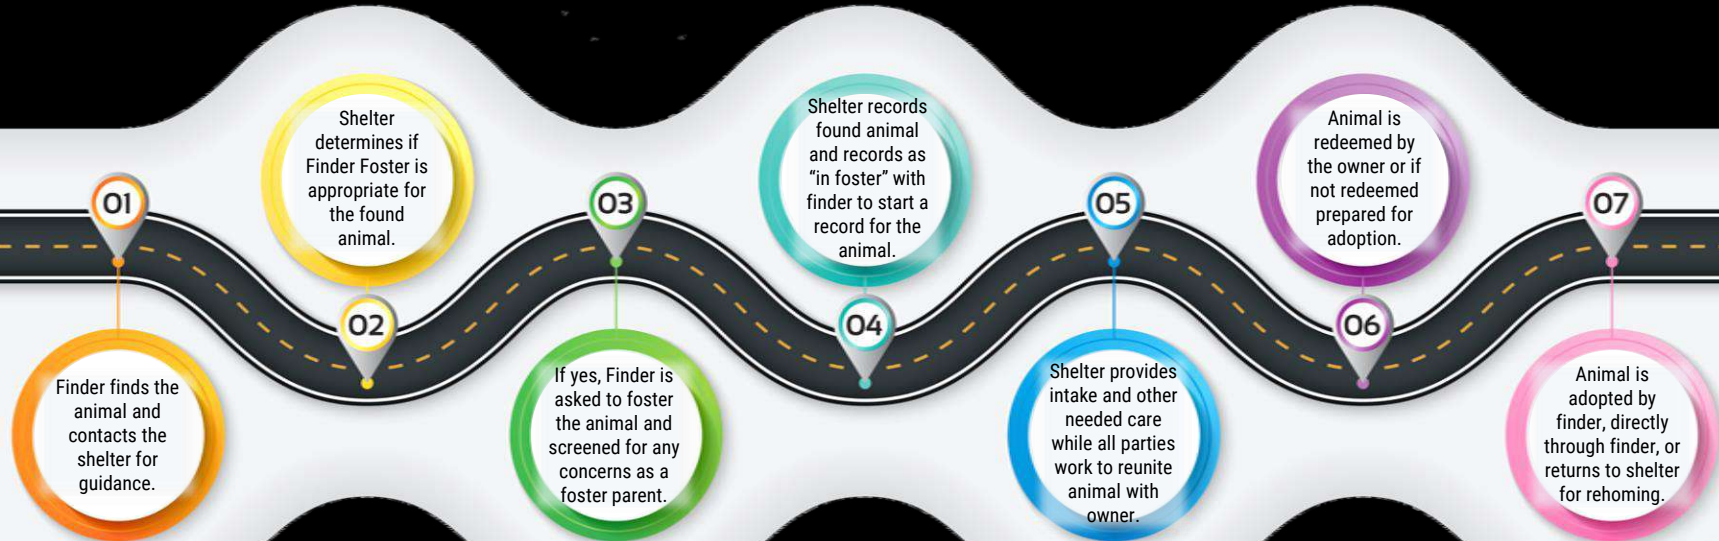 01
Finder finds the
animal and
contacts the
shelter for
guidance.
Shelter
determines if
Finder Foster is
appropriate for
the found
animal.
02
03
If yes, Finder is
asked to foster
the animal and
screened for any
concerns as a
foster parent.
Shelter records
found animal
and records as
“in foster” with
finder to start a
record for the
animal.
04
05
Shelter provides
intake and other
needed care
while all parties
work to reunite
animal with
owner.
Animal is
redeemed by
the owner or if
not redeemed
prepared for
adoption.
06
07
Animal is
adopted by
finder, directly
through finder, or
returns to shelter
for rehoming.